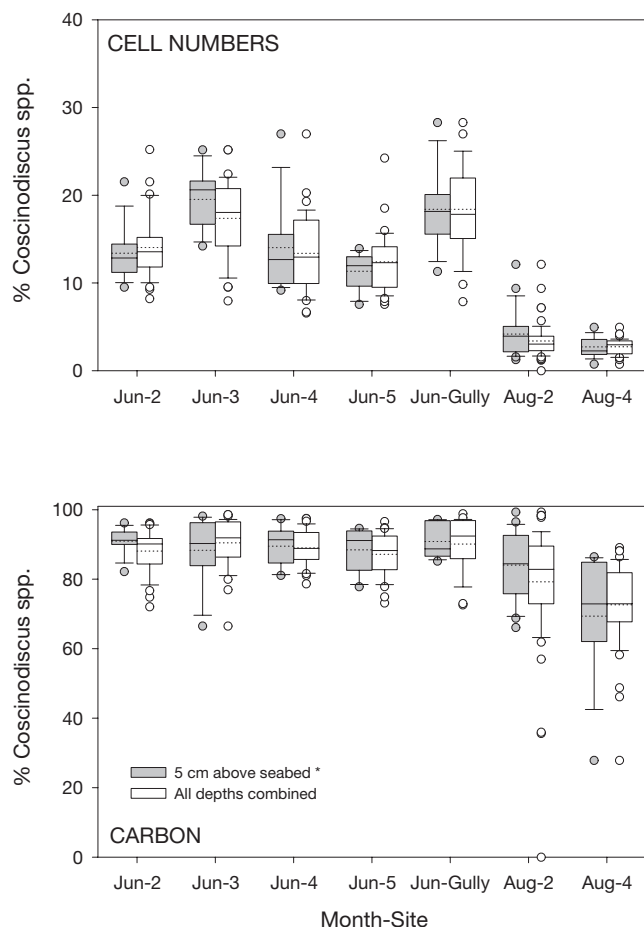 CELL NUMBERS
% Coscinodiscus spp.
40
30
20
10
0
Jun-2 Jun-3 Jun-4 Jun-5 Jun-Gully Aug-2 Aug-4
% Coscinodiscus spp.
100
80
60
40
20
0
5 cm above seabed *
All depths combined
CARBON
Jun-2 Jun-3 Jun-4 Jun-5 Jun-Gully Aug-2 Aug-4
Month-Site